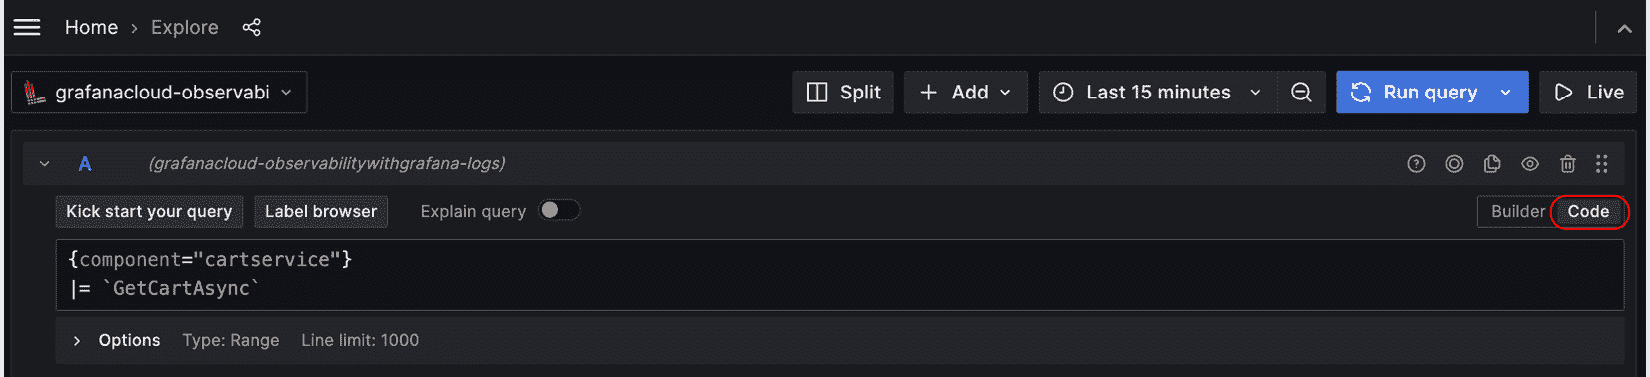 Home › Explore
grafanacloud-observabi
Split
+ Add
Last 15 minutes
Run query
Live
A (grafanacloud-observabilitywithgrafana-logs)
Kick start your query
Label browser
Explain query
Builder
Code
{component="cartservice"}
|= `GetCartAsync`
› Options Type: Range Line limit: 1000